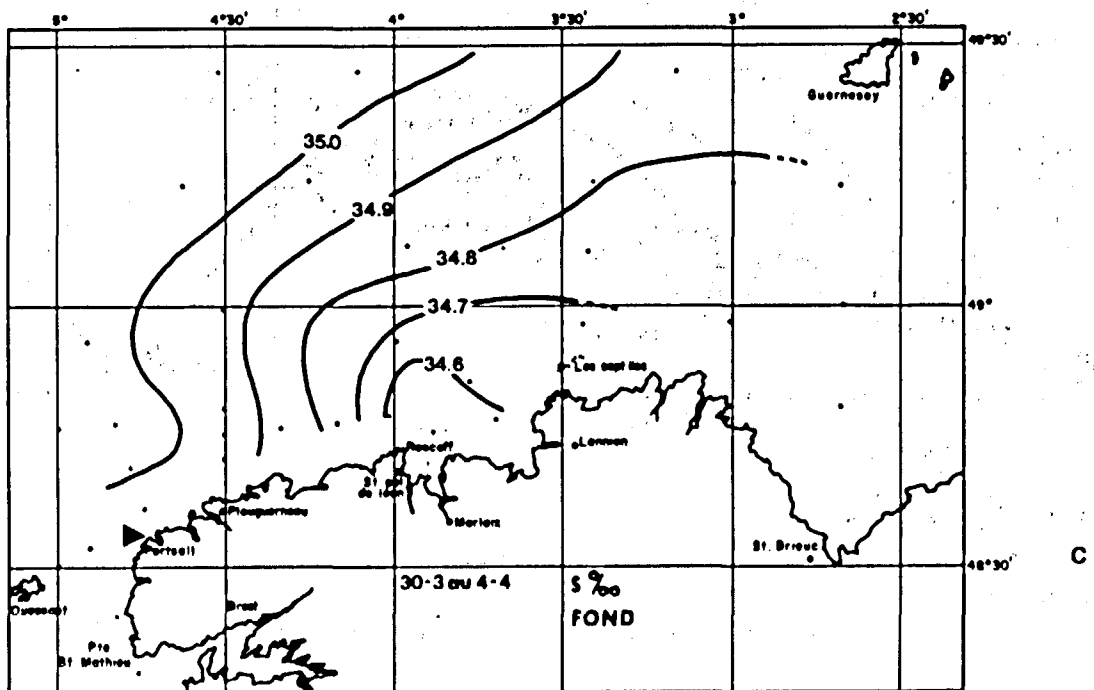 5° 4°30' 4° 3°30' 3° 2°30'
49°30'
Guernesey
35.0
34.9
34.8
34.7
49°
34.6
Les sept Iles
Roscoff
Lannion
St. pol
de leon
Plouguerneau
Morlaix
Portsall
St. Brieuc
C
48°30'
30-3 au 4-4 S ‰
Ouessant
Brest
FOND
Pte
St Mathieu